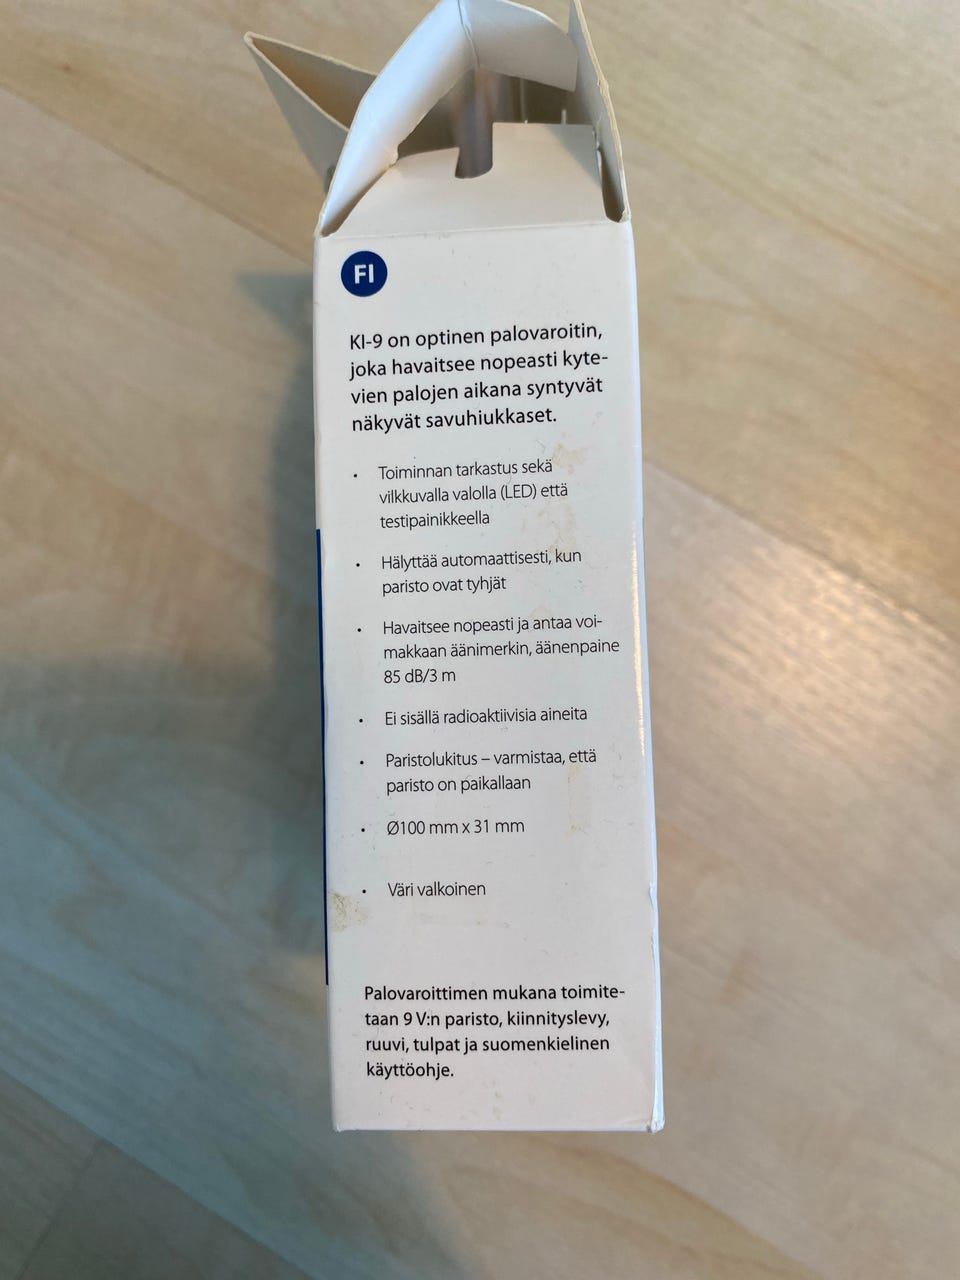 FI
KI-9 on optinen palovaroitin,
joka havaitsee nopeasti kyte-
vien palojen aikana syntyvät
näkyvät savuhiukkaset.
• Toiminnan tarkastus sekä
vilkkuvalla valolla (LED) että
testipainikkeella
• Hälyttää automaattisesti, kun
paristo ovat tyhjät
• Havaitsee nopeasti ja antaa voi-
makkaan äänimerkin, äänenpaine
85 dB/3 m
• Ei sisällä radioaktiivisia aineita
• Paristolukitus – varmistaa, että
paristo on paikallaan
• Ø100 mm x 31 mm
• Väri valkoinen
Palovaroittimen mukana toimite-
taan 9 V:n paristo, kiinnityslevy,
ruuvi, tulpat ja suomenkielinen
käyttöohje.